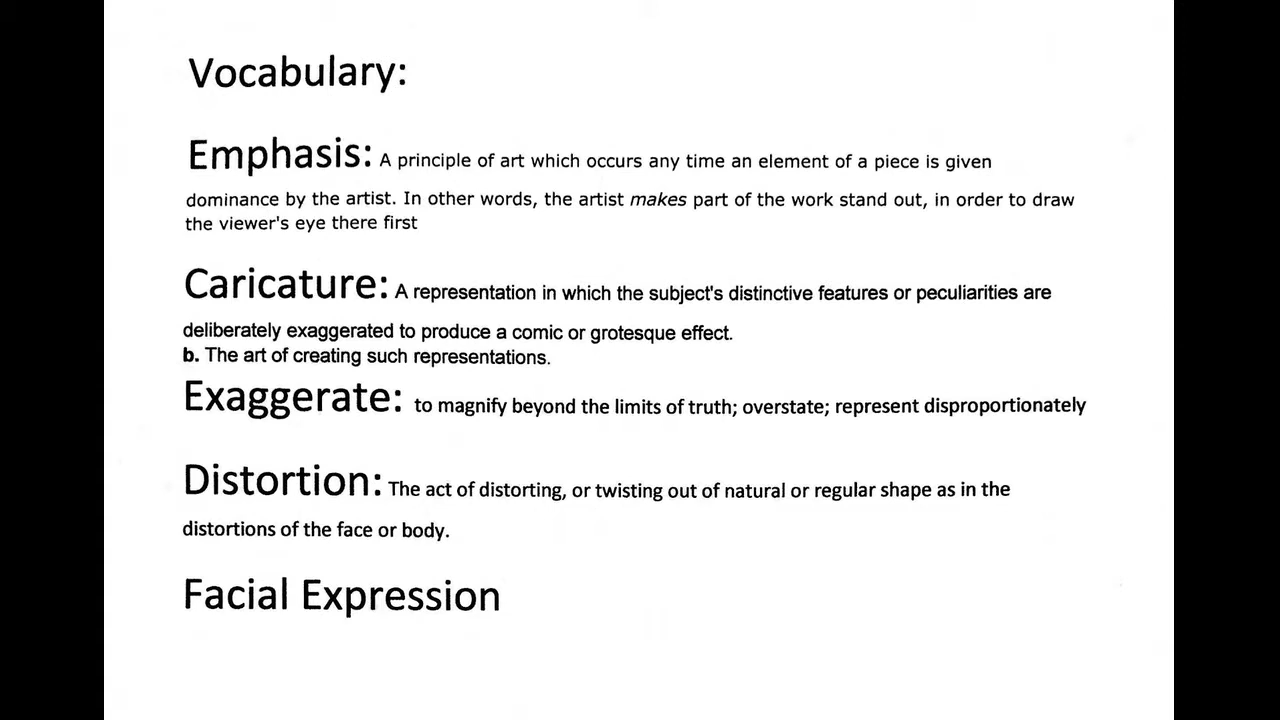 Vocabulary:
Emphasis: A principle of art which occurs any time an element of a piece is given
dominance by the artist. In other words, the artist makes part of the work stand out, in order to draw
the viewer's eye there first
Caricature: A representation in which the subject's distinctive features or peculiarities are
deliberately exaggerated to produce a comic or grotesque effect.
b. The art of creating such representations.
Exaggerate: to magnify beyond the limits of truth; overstate; represent disproportionately
Distortion: The act of distorting, or twisting out of natural or regular shape as in the
distortions of the face or body.
Facial Expression